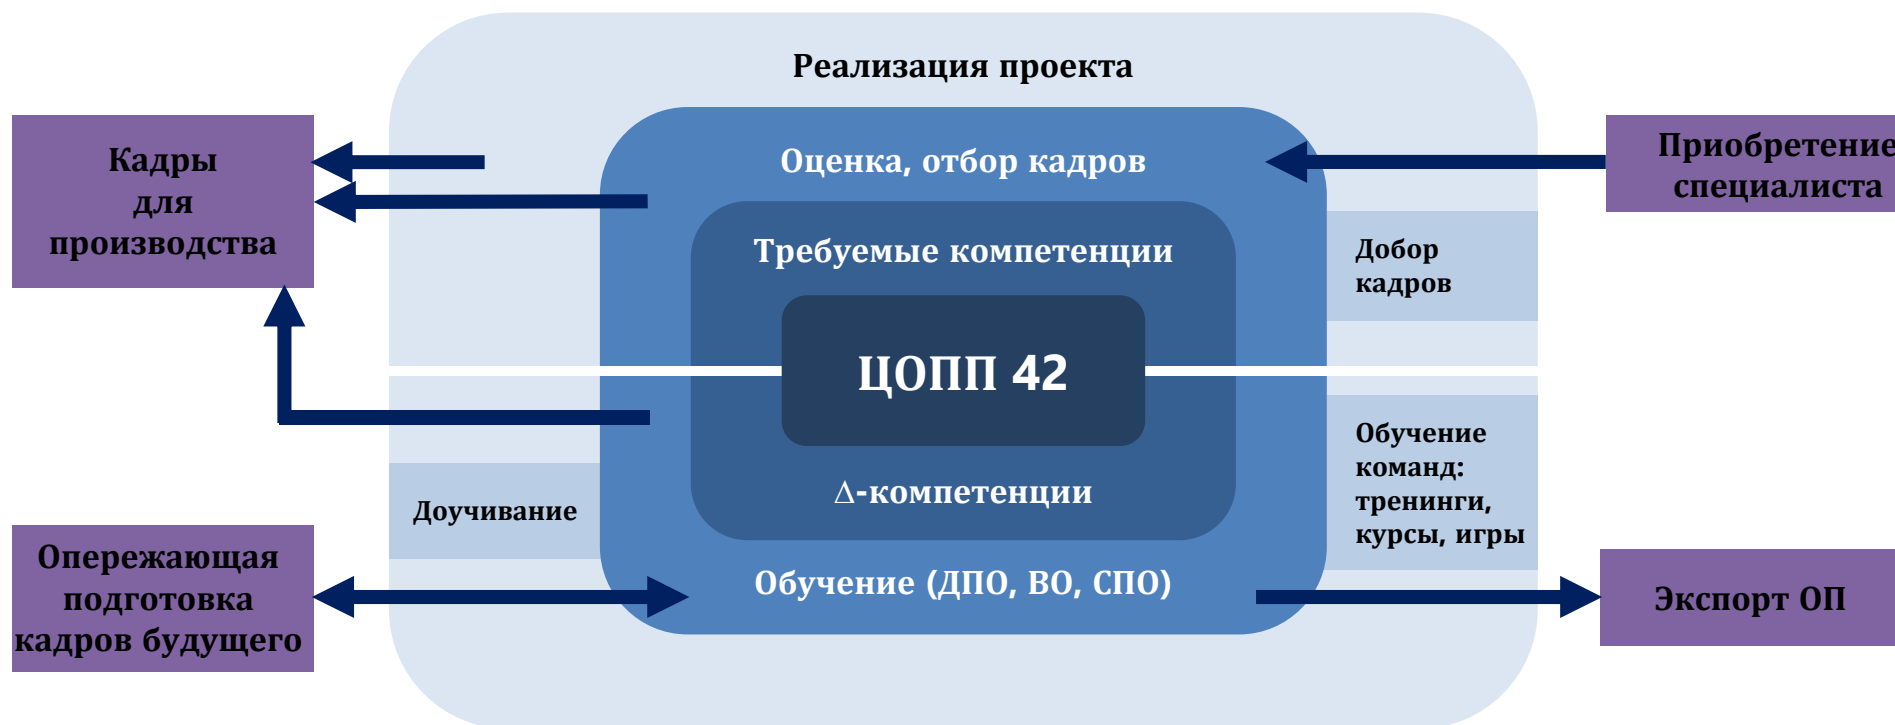 Реализация проекта
Кадры
для
производства
Оценка, отбор кадров
Приобретение
специалиста
Требуемые компетенции
Добор
кадров
ЦОПП 42
Обучение
команд:
тренинги,
курсы, игры
∆-компетенции
Доучивание
Опережающая
подготовка
кадров будущего
Обучение (ДПО, ВО, СПО)
Экспорт ОП